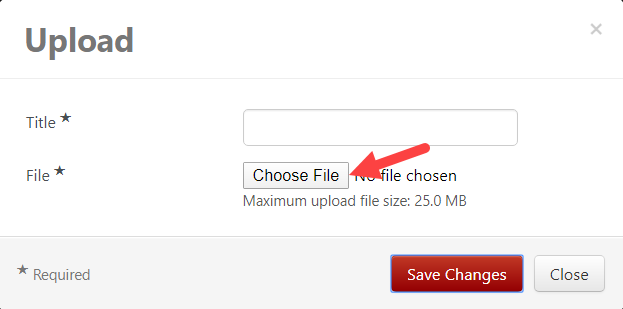 Upload ×
Title ★
File ★ Choose File No file chosen
Maximum upload file size: 25.0 MB
★ Required Save Changes Close